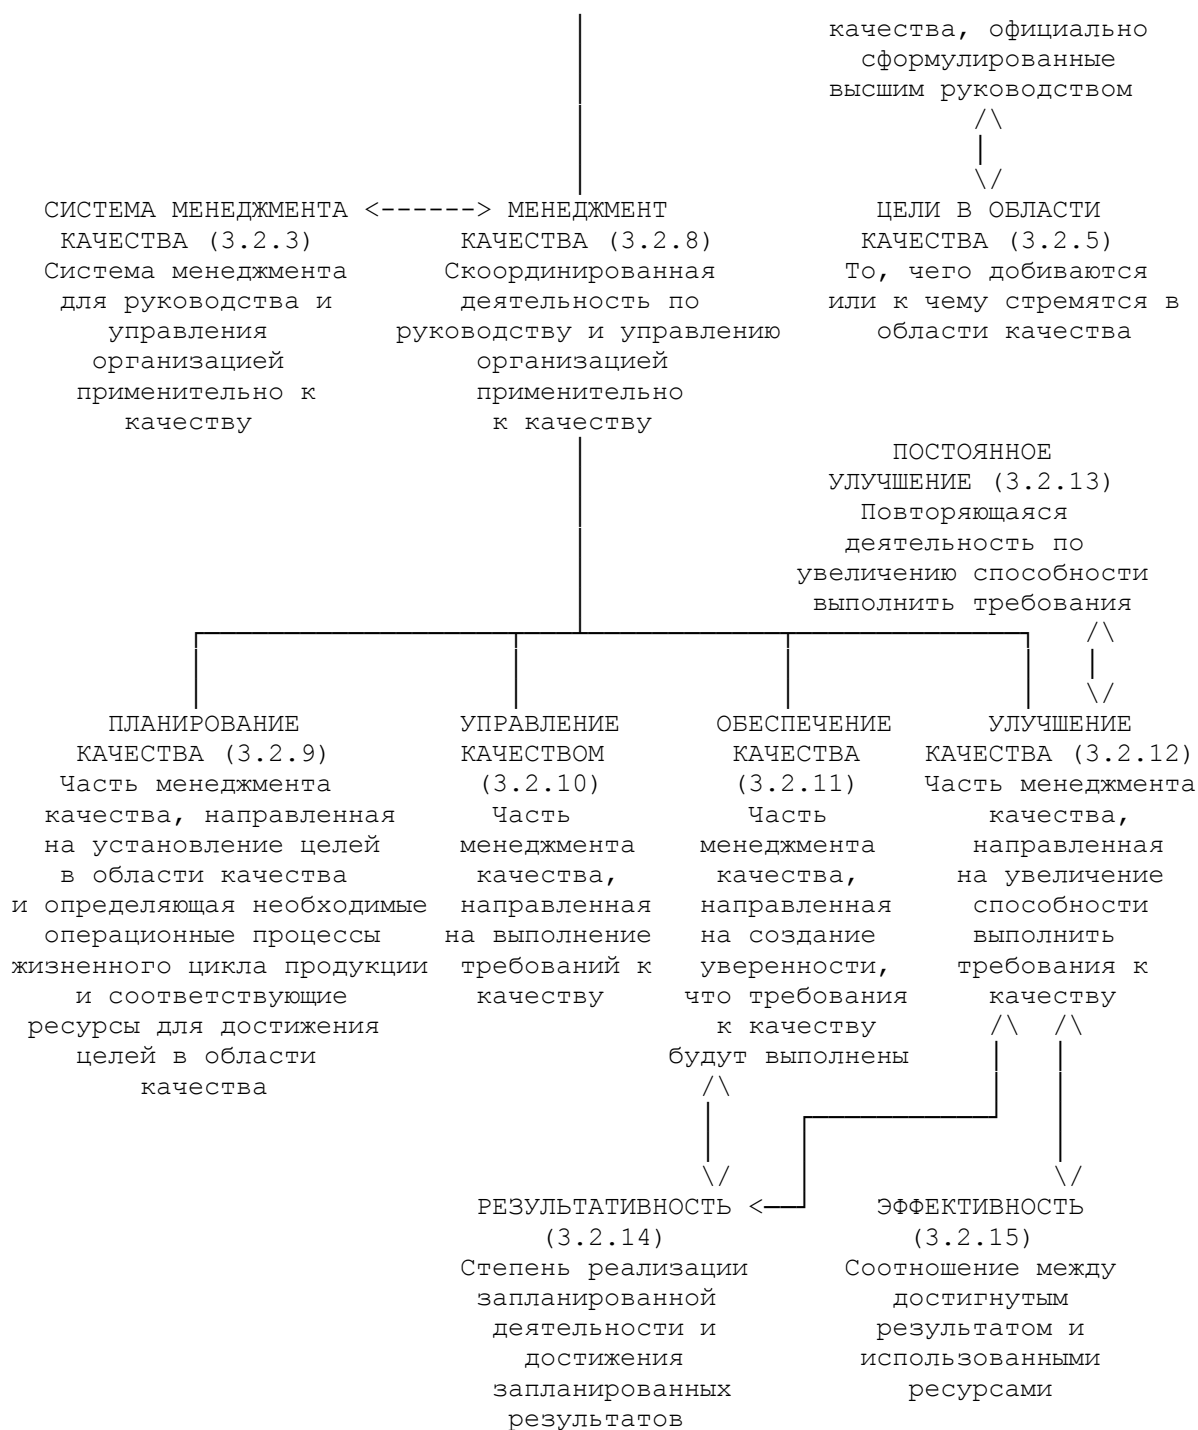 качества, официально
сформулированные
высшим руководством
СИСТЕМА МЕНЕДЖМЕНТА <------> МЕНЕДЖМЕНТ
КАЧЕСТВА (3.2.3)
Система менеджмента
для руководства и
управления
организацией
применительно к
качеству
КАЧЕСТВА (3.2.8)
Скоординированная
деятельность по
руководству и управлению
организацией
применительно
к качеству
ЦЕЛИ В ОБЛАСТИ
КАЧЕСТВА (3.2.5)
То, чего добиваются
или к чему стремятся в
области качества
ПОСТОЯННОЕ
УЛУЧШЕНИЕ (3.2.13)
Повторяющаяся
деятельность по
увеличению способности
выполнить требования
ПЛАНИРОВАНИЕ
КАЧЕСТВА (3.2.9)
Часть менеджмента
качества, направленная
на установление целей
в области качества
и определяющая необходимые
операционные процессы
жизненного цикла продукции
и соответствующие
ресурсы для достижения
целей в области
качества
УПРАВЛЕНИЕ
КАЧЕСТВОМ
(3.2.10)
Часть
менеджмента
качества,
направленная
на выполнение
требований к
качеству
ОБЕСПЕЧЕНИЕ
КАЧЕСТВА
(3.2.11)
Часть
менеджмента
качества,
направленная
на создание
уверенности,
что требования
к качеству
будут выполнены
УЛУЧШЕНИЕ
КАЧЕСТВА (3.2.12)
Часть менеджмента
качества,
направленная
на увеличение
способности
выполнить
требования к
качеству
РЕЗУЛЬТАТИВНОСТЬ
(3.2.14)
Степень реализации
запланированной
деятельности и
достижения
запланированных
результатов
ЭФФЕКТИВНОСТЬ
(3.2.15)
Соотношение между
достигнутым
результатом и
использованными
ресурсами